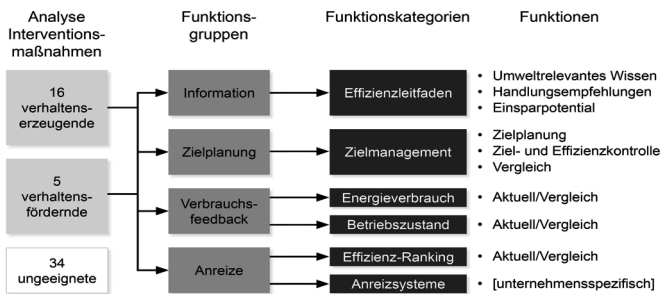 Analyse
Interventions-
maßnahmen
Funktions-
gruppen
Funktionskategorien
Funktionen
16
verhaltens-
erzeugende
5
verhaltens-
fördernde
34
ungeeignete
Information
Effizienzleitfaden
• Umweltrelevantes Wissen
• Handlungsempfehlungen
• Einsparpotential
Zielplanung
Zielmanagement
• Zielplanung
• Ziel- und Effizienzkontrolle
• Vergleich
Verbrauchs-
feedback
Energieverbrauch
• Aktuell/Vergleich
Betriebszustand
• Aktuell/Vergleich
Anreize
Effizienz-Ranking
• Aktuell/Vergleich
Anreizsysteme
• [unternehmensspezifisch]